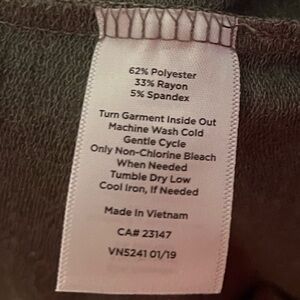 62% Polyester
33% Rayon
5% Spandex
Turn Garment Inside Out
Machine Wash Cold
Gentle Cycle
Only Non-Chlorine Bleach
When Needed
Tumble Dry Low
Cool Iron, If Needed
Made In Vietnam
CA# 23147
VN5241 01/19